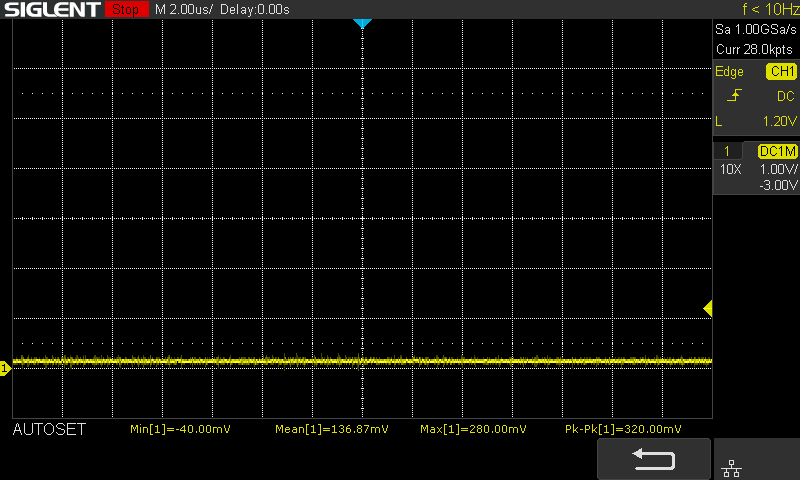 SIGLENT Stop M 2.00us/ Delay:0.00s f < 10Hz
Sa 1.00GSa/s
Curr 28.0kpts
Edge CH1
DC
L 1.20V
1 DC1M
10X 1.00V/
-3.00V
1
AUTOSET Min[1]=-40.00mV Mean[1]=136.87mV Max[1]=280.00mV Pk-Pk[1]=320.00mV